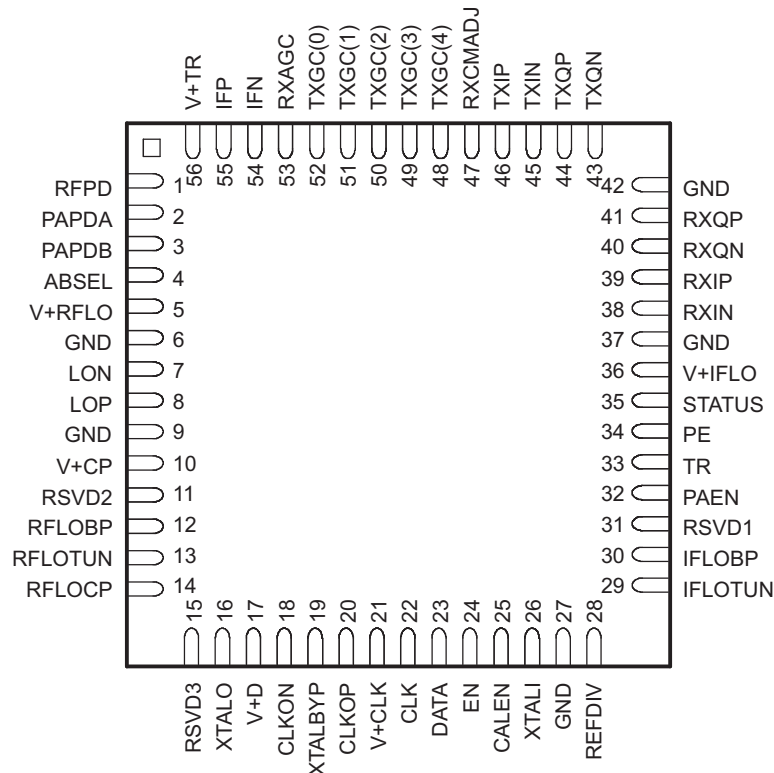 V+TR
IFP
IFN
RXAGC
TXGC(0)
TXGC(1)
TXGC(2)
TXGC(3)
TXGC(4)
RXCMADJ
TXIP
TXIN
TXQP
TXQN
56
55
54
53
52
51
50
49
48
47
46
45
44
43
RFPD 1
PAPDA 2
PAPDB 3
ABSEL 4
V+RFLO 5
GND 6
LON 7
LOP 8
GND 9
V+CP 10
RSVD2 11
RFLOBP 12
RFLOTUN 13
RFLOCP 14
42 GND
41 RXQP
40 RXQN
39 RXIP
38 RXIN
37 GND
36 V+IFLO
35 STATUS
34 PE
33 TR
32 PAEN
31 RSVD1
30 IFLOBP
29 IFLOTUN
15
16
17
18
19
20
21
22
23
24
25
26
27
28
RSVD3
XTALO
V+D
CLKON
XTALBYP
CLKOP
V+CLK
CLK
DATA
EN
CALEN
XTALI
GND
REFDIV